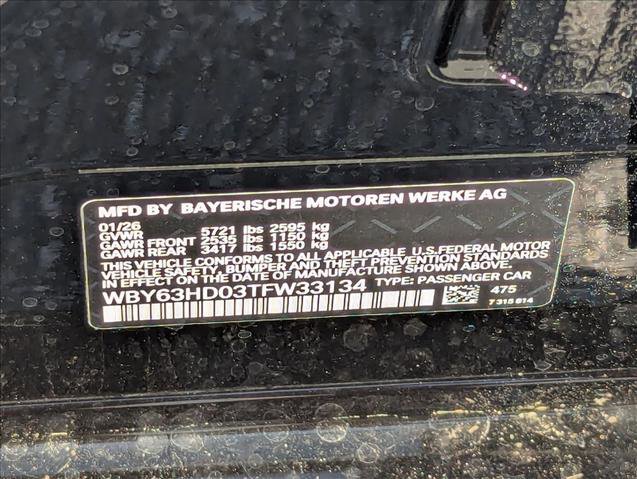 MFD BY BAYERISCHE MOTOREN WERKE AG
01/26
GVWR 5721 lbs 2595 kg
GAWR FRONT 2535 lbs 1150 kg
GAWR REAR 3417 lbs 1550 kg
THIS VEHICLE CONFORMS TO ALL APPLICABLE U.S.FEDERAL MOTOR
VEHICLE SAFETY, BUMPER AND THEFT PREVENTION STANDARDS
IN EFFECT ON THE DATE OF MANUFACTURE SHOWN ABOVE.
WBY63HD03TFW33134 TYPE: PASSENGER CAR
475
7 315 814